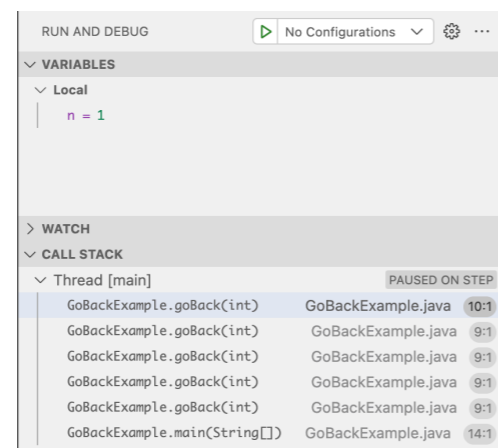 RUN AND DEBUG No Configurations
VARIABLES
Local
n = 1
WATCH
CALL STACK
Thread [main] PAUSED ON STEP
GoBackExample.goBack(int) GoBackExample.java 10:1
GoBackExample.goBack(int) GoBackExample.java 9:1
GoBackExample.goBack(int) GoBackExample.java 9:1
GoBackExample.goBack(int) GoBackExample.java 9:1
GoBackExample.goBack(int) GoBackExample.java 9:1
GoBackExample.main(String[]) GoBackExample.java 14:1